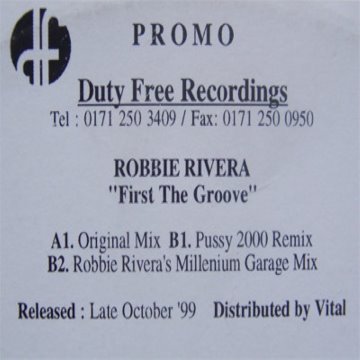 PROMO
Duty Free Recordings
Tel : 0171 250 3409 / Fax: 0171 250 0950
ROBBIE RIVERA
"First The Groove"
A1. Original Mix B1. Pussy 2000 Remix
B2. Robbie Rivera's Millenium Garage Mix
Released : Late October '99 Distributed by Vital